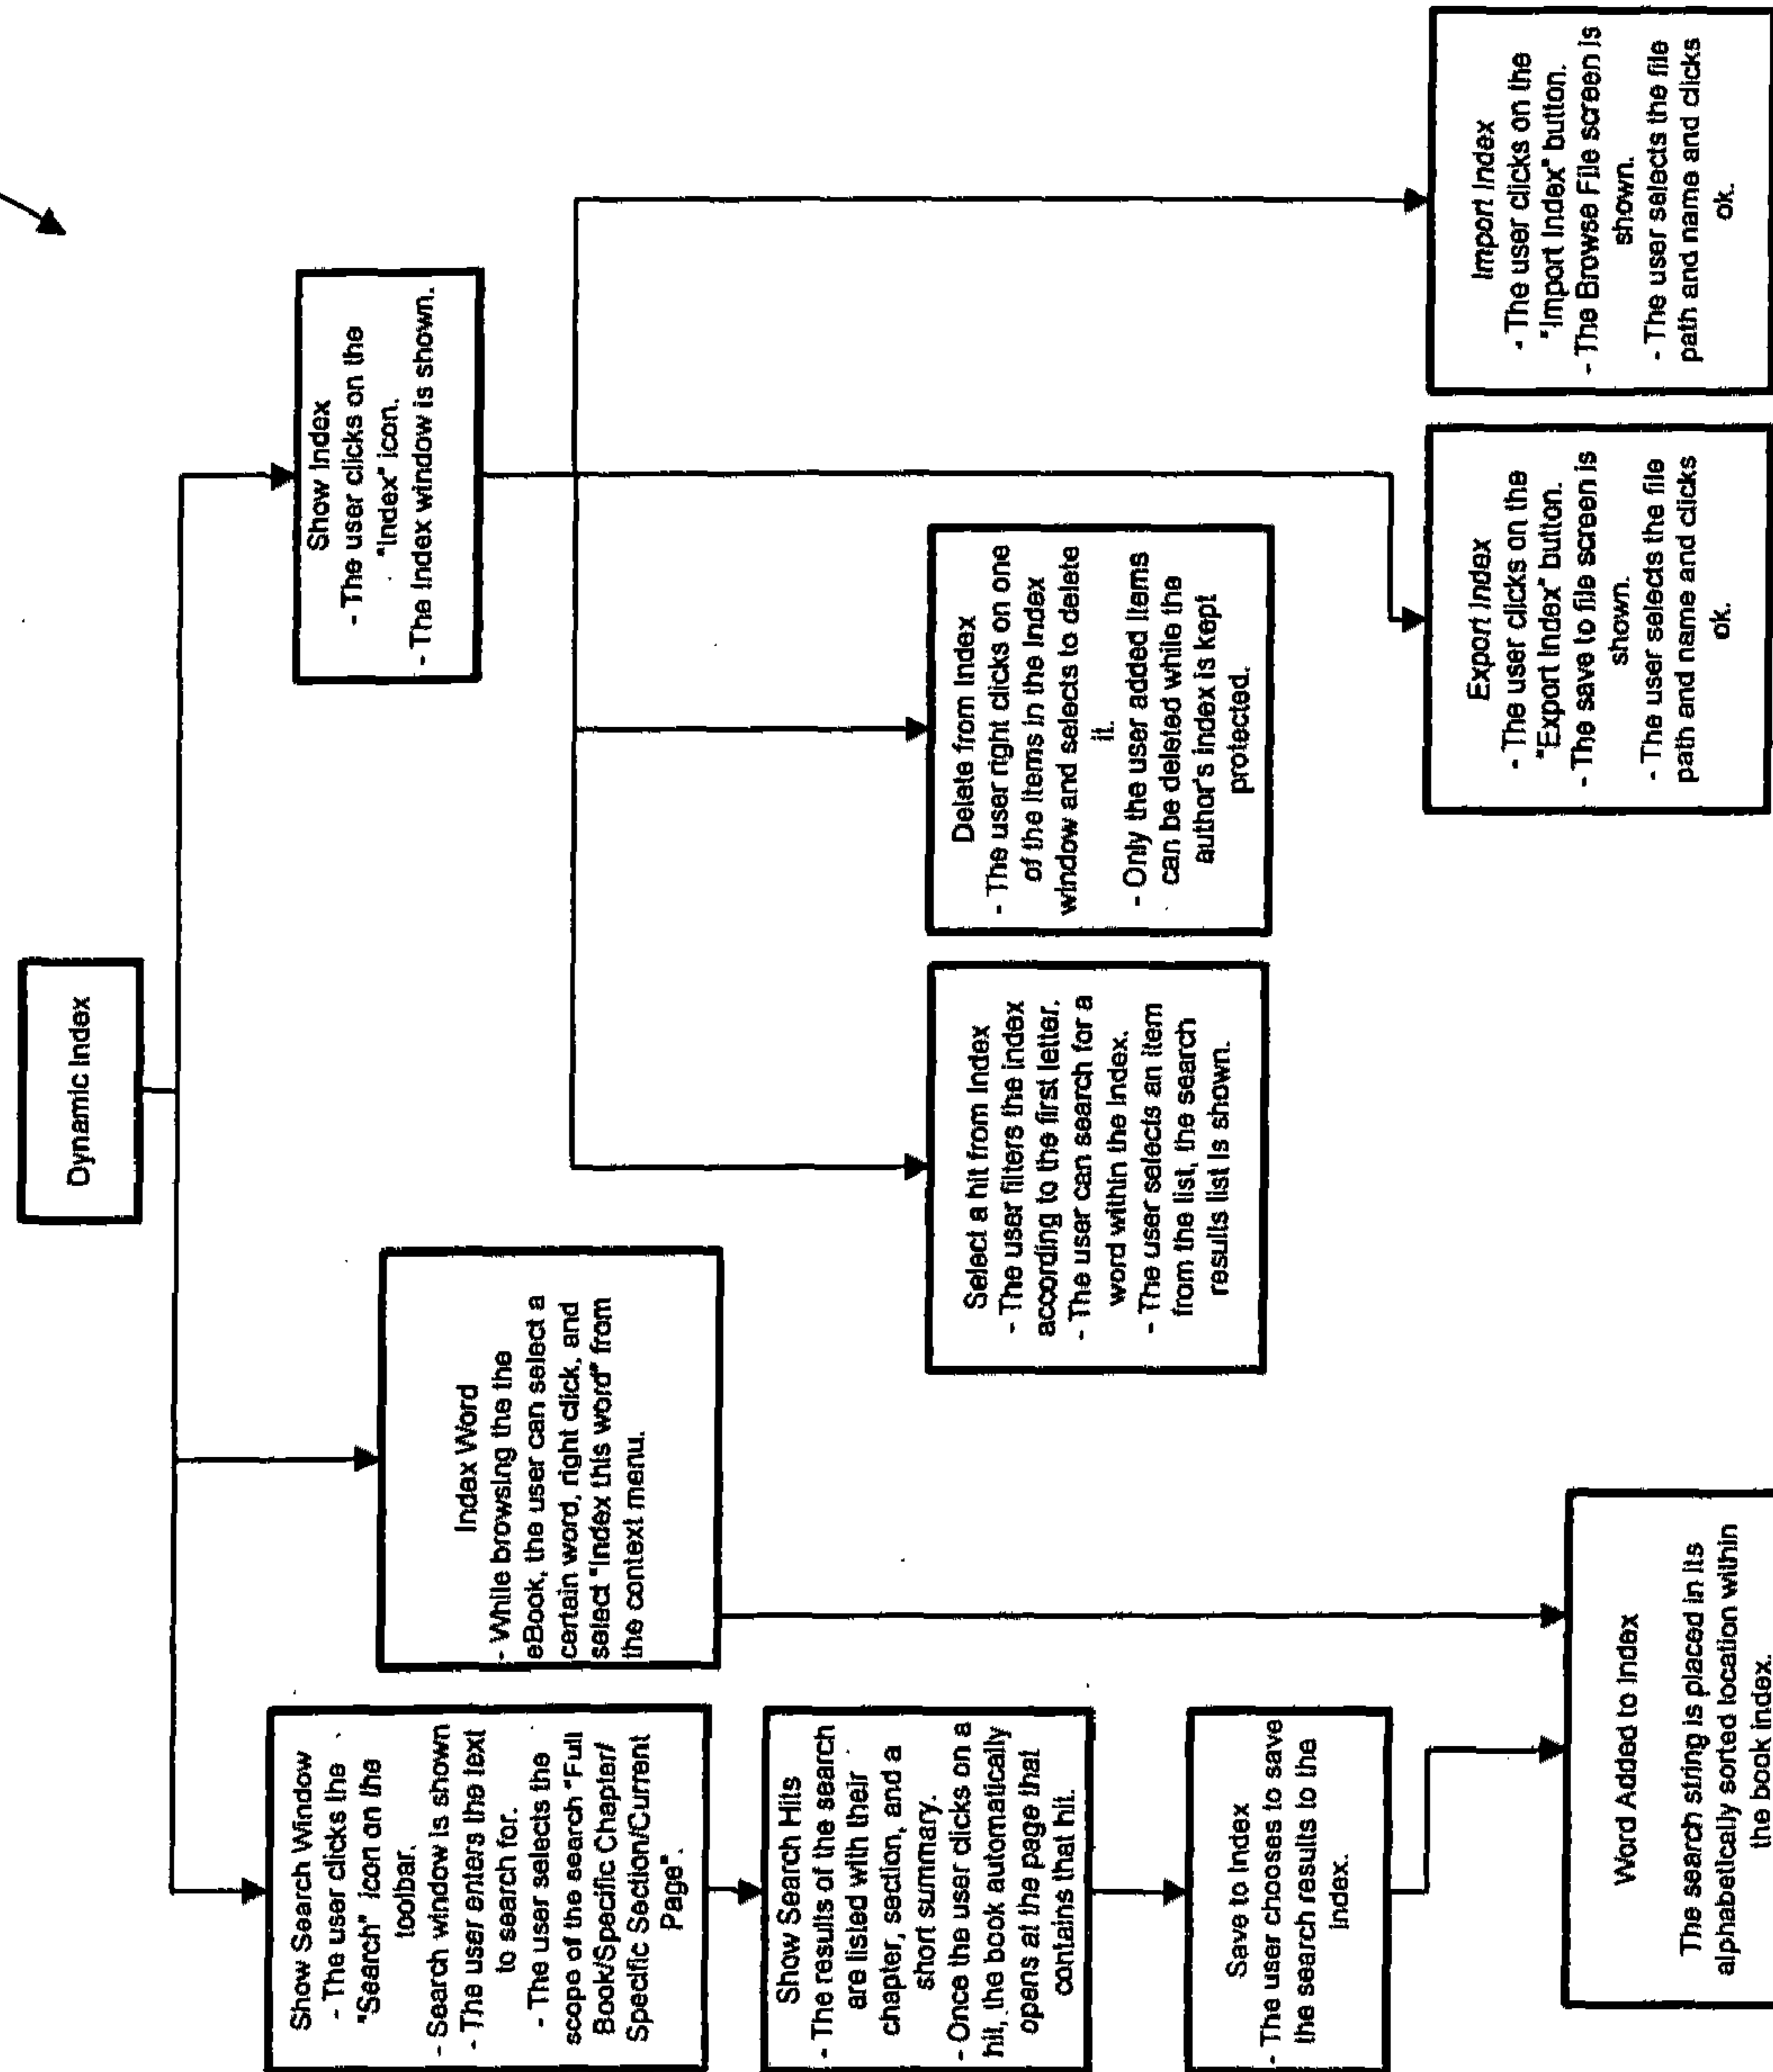 Dynamic Index
Show Search Window
- The user clicks the
"Search" icon on the
toolbar.
- Search window is shown
- The user enters the text
to search for.
- The user selects the
scope of the search "Full
Book/Specific Chapter/
Specific Section/Current
Page".
Show Search Hits
- The results of the search
are listed with their
chapter, section, and a
short summary.
- Once the user clicks on a
hit, the book automatically
opens at the page that
contains that hit.
Save to Index
- The user chooses to save
the search results to the
index.
Index Word
- While browsing the the
eBook, the user can select a
certain word, right click, and
select "Index this word" from
the context menu.
Word Added to Index
The search string is placed in its
alphabetically sorted location within
the book index.
Show Index
- The user clicks on the
"Index" icon.
- The Index window is shown.
Select a hit from Index
- The user filters the index
according to the first letter.
- The user can search for a
word within the Index.
- The user selects an item
from the list, the search
results list is shown.
Delete from Index
- The user right clicks on one
of the items in the Index
window and selects to delete
it.
- Only the user added items
can be deleted while the
author's index is kept
protected.
Export Index
- The user clicks on the
"Export Index" button.
- The save to file screen is
shown.
- The user selects the file
path and name and clicks
ok.
Import Index
- The user clicks on the
"Import Index" button.
- The Browse File screen is
shown.
- The user selects the file
path and name and clicks
ok.